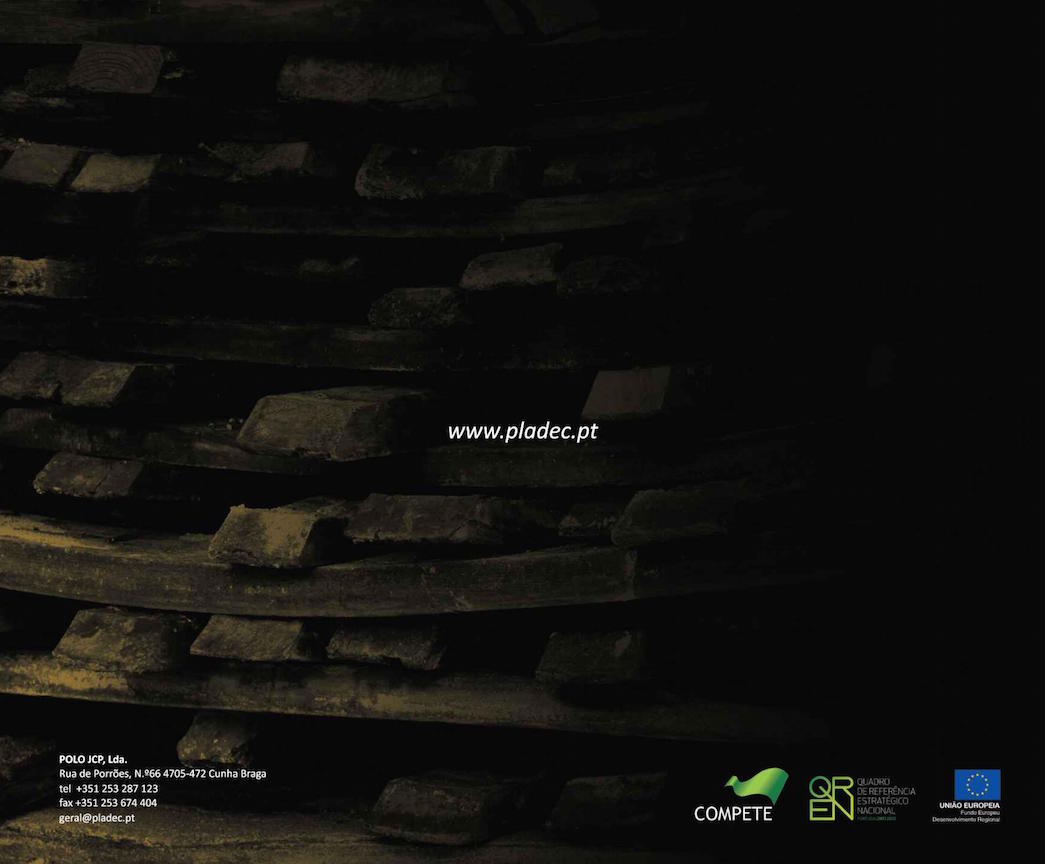 www.pladec.pt
POLO JCP, Lda.
Rua de Porrões, N.º66 4705-472 Cunha Braga
tel +351 253 287 123
fax +351 253 674 404
geral@pladec.pt
COMPETE
QR
EN
QUADRO
DE REFERÊNCIA
ESTRATÉGICO
NACIONAL
UNIÃO EUROPEIA
Fundo Europeu
Desenvolvimento Regional